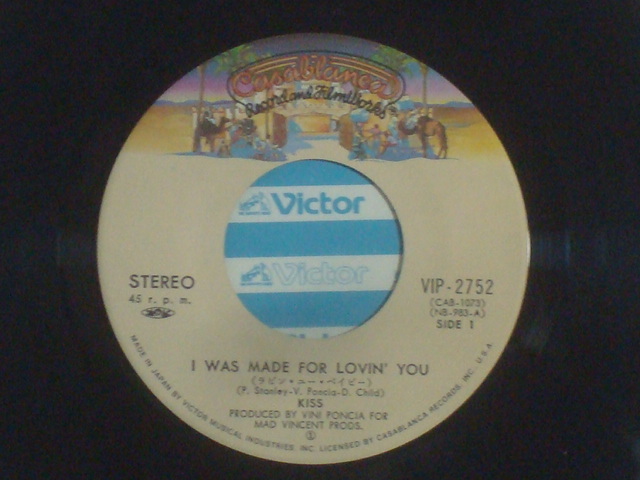 Casablanca
Record and FilmWorks
Victor
Victor
STEREO
45 r. p. m.
VIP-2752
(CAB-1073)
(NB-983-A)
SIDE 1
I WAS MADE FOR LOVIN' YOU
(ラビン・ユー・ベイビー)
(P. Stanley-V. Poncia-D. Child)
KISS
PRODUCED BY VINI PONCIA FOR
MAD VINCENT PRODS.
MADE IN JAPAN BY VICTOR MUSICAL INDUSTRIES, INC. LICENSED BY CASABLANCA RECORDS, INC., U.S.A.